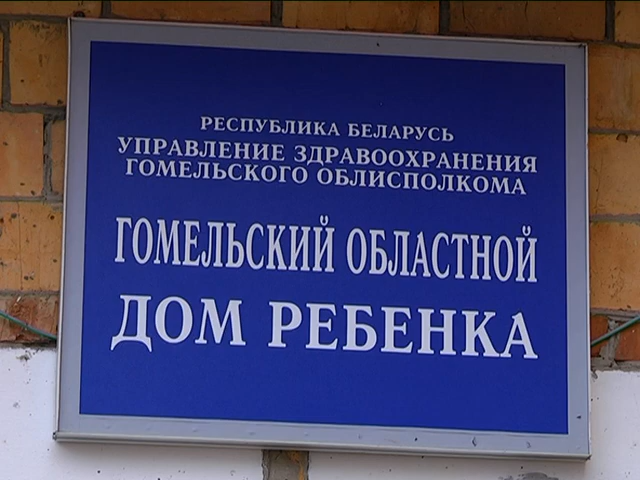 РЕСПУБЛИКА БЕЛАРУСЬ
УПРАВЛЕНИЕ ЗДРАВООХРАНЕНИЯ
ГОМЕЛЬСКОГО ОБЛИСПОЛКОМА
ГОМЕЛЬСКИЙ ОБЛАСТНОЙ
ДОМ РЕБЕНКА